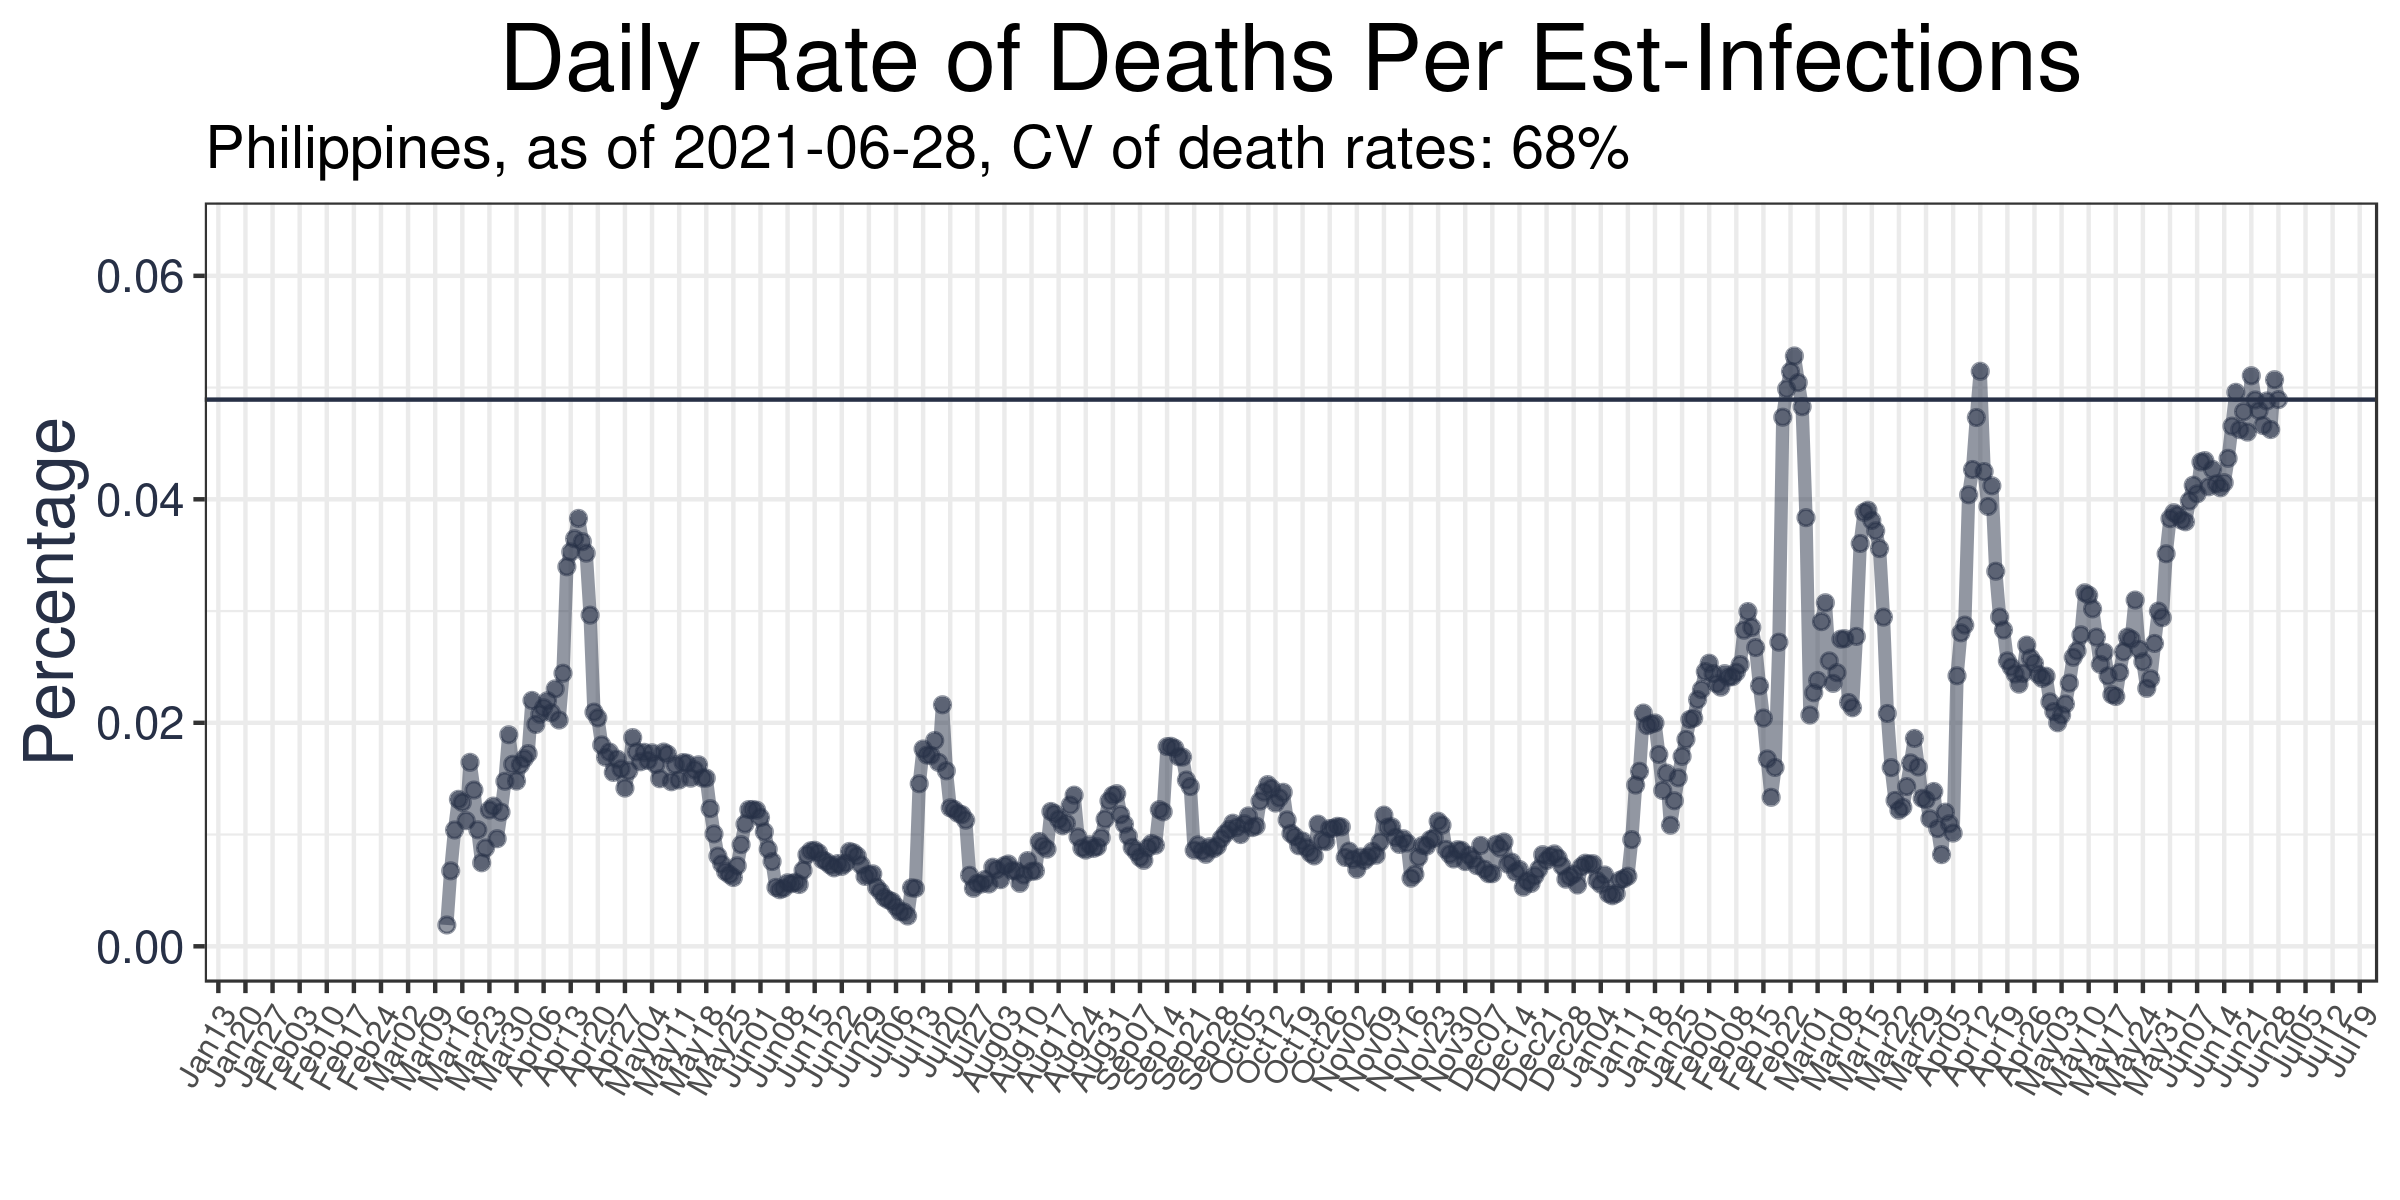 Daily Rate of Deaths Per Est-Infections
Philippines, as of 2021-06-28, CV of death rates: 68%
Percentage
0.06
0.04
0.02
0.00
Jan13 Jan20 Jan27 Feb03 Feb10 Feb17 Feb24 Mar02 Mar09 Mar16 Mar23 Mar30 Apr06 Apr13 Apr20 Apr27 May04 May11 May18 May25 Jun01 Jun08 Jun15 Jun22 Jun29 Jul06 Jul13 Jul20 Jul27 Aug03 Aug10 Aug17 Aug24 Aug31 Sep07 Sep14 Sep21 Sep28 Oct05 Oct12 Oct19 Oct26 Nov02 Nov09 Nov16 Nov23 Nov30 Dec07 Dec14 Dec21 Dec28 Jan04 Jan11 Jan18 Jan25 Feb01 Feb08 Feb15 Feb22 Mar01 Mar08 Mar15 Mar22 Mar29 Apr05 Apr12 Apr19 Apr26 May03 May10 May17 May24 May31 Jun07 Jun14 Jun21 Jun28 Jul05 Jul12 Jul19